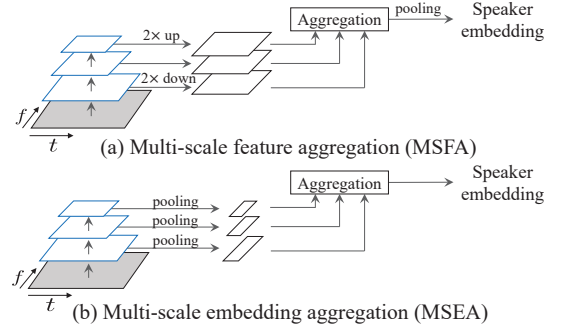 2× up
2× down
Aggregation
pooling
Speaker
embedding
f
t
(a) Multi-scale feature aggregation (MSFA)
pooling
pooling
pooling
Aggregation
Speaker
embedding
f
t
(b) Multi-scale embedding aggregation (MSEA)